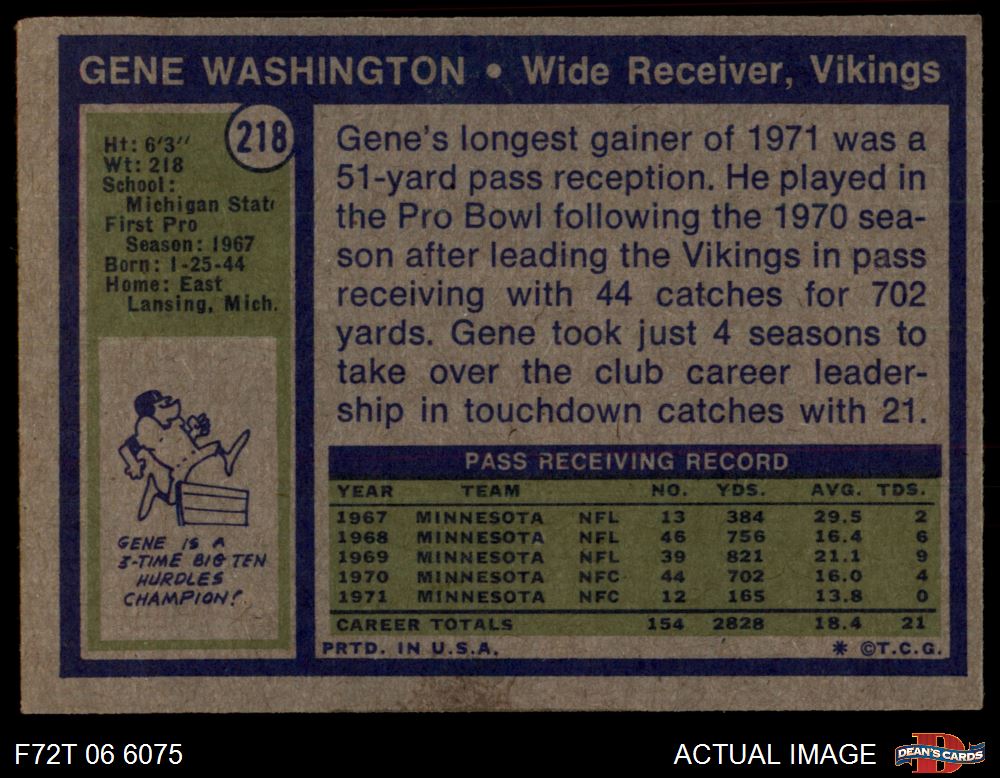 GENE WASHINGTON • Wide Receiver, Vikings
218
Ht: 6'3"
Wt: 218
School:
Michigan State
First Pro
Season: 1967
Born: 1-25-44
Home: East
Lansing, Mich.
GENE IS A
3-TIME BIG TEN
HURDLES
CHAMPION!
Gene's longest gainer of 1971 was a
51-yard pass reception. He played in
the Pro Bowl following the 1970 sea-
son after leading the Vikings in pass
receiving with 44 catches for 702
yards. Gene took just 4 seasons to
take over the club career leader-
ship in touchdown catches with 21.
PASS RECEIVING RECORD
YEAR TEAM NO. YDS. AVG. TDS.
1967 MINNESOTA NFL 13 384 29.5 2
1968 MINNESOTA NFL 46 756 16.4 6
1969 MINNESOTA NFL 39 821 21.1 9
1970 MINNESOTA NFC 44 702 16.0 4
1971 MINNESOTA NFC 12 165 13.8 0
CAREER TOTALS 154 2828 18.4 21
PRTD. IN U.S.A. * ©T.C.G.
F72T 06 6075
ACTUAL IMAGE
D
DEAN'S CARDS